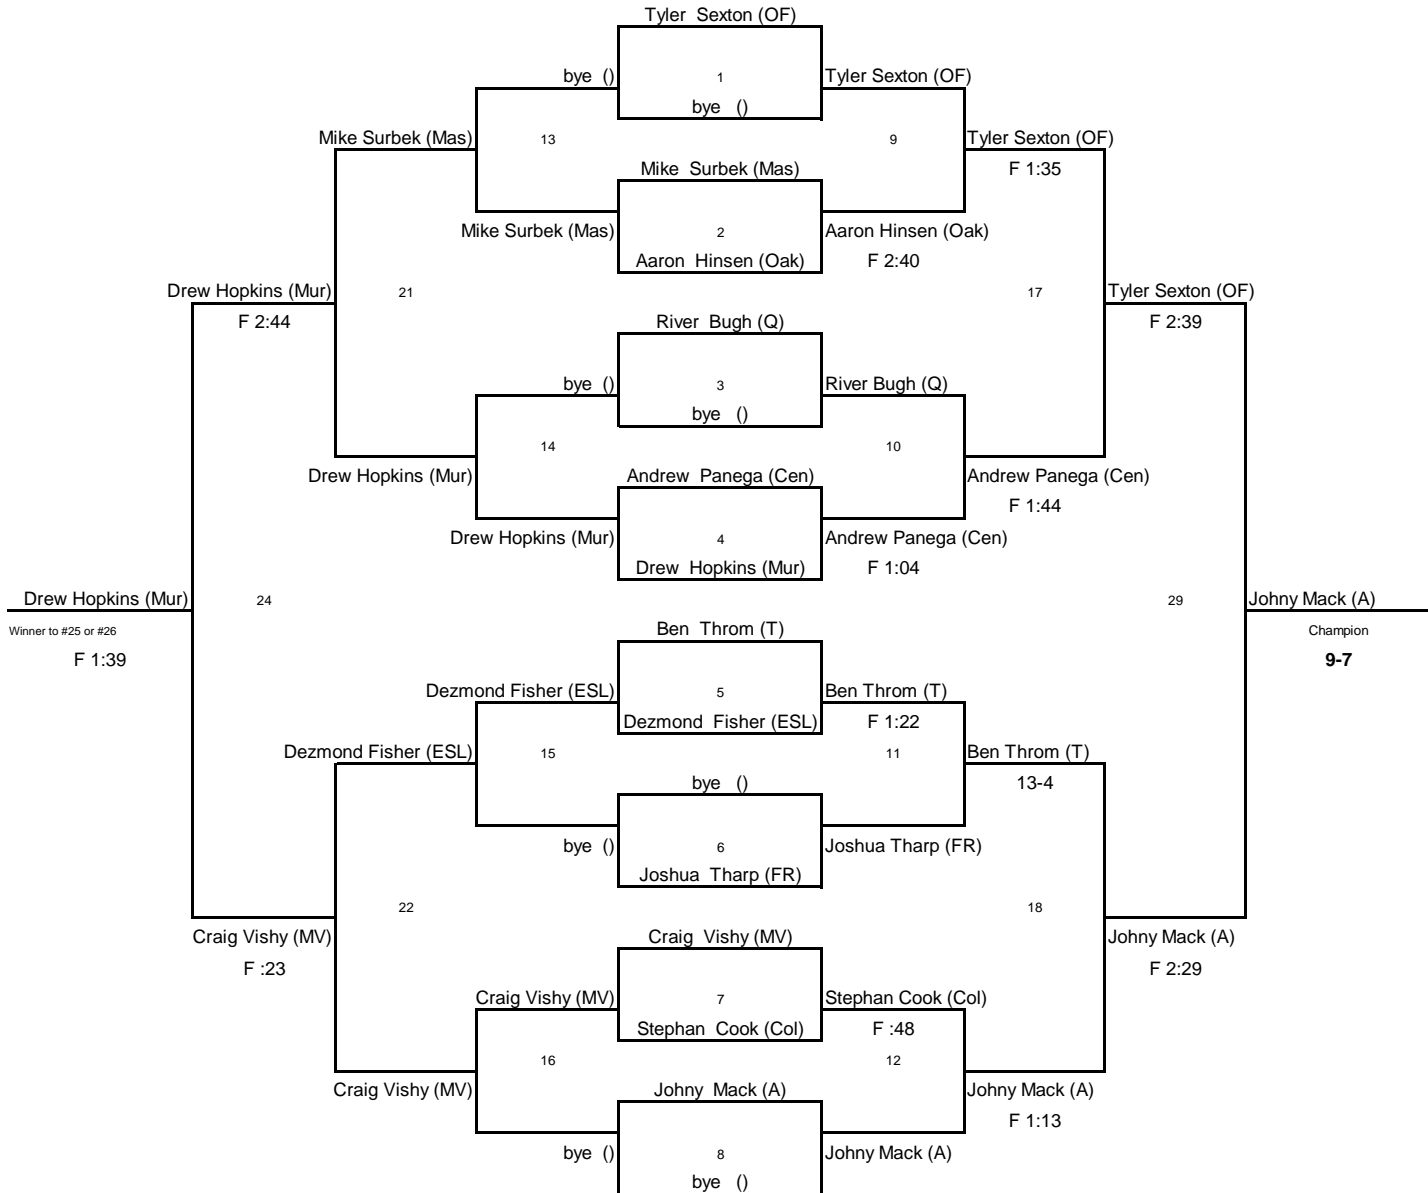 Tyler Sexton (OF)
bye ()
1
Tyler Sexton (OF)
bye ()
Mike Surbek (Mas)
13
9
Tyler Sexton (OF)
Mike Surbek (Mas)
F 1:35
Mike Surbek (Mas)
2
Aaron Hinsen (Oak)
Aaron Hinsen (Oak)
F 2:40
Drew Hopkins (Mur)
21
17
Tyler Sexton (OF)
F 2:44
River Bugh (Q)
F 2:39
bye ()
3
River Bugh (Q)
bye ()
14
10
Drew Hopkins (Mur)
Andrew Panega (Cen)
Andrew Panega (Cen)
F 1:44
Drew Hopkins (Mur)
4
Andrew Panega (Cen)
Drew Hopkins (Mur)
F 1:04
Drew Hopkins (Mur)
24
29
Johny Mack (A)
Winner to #25 or #26
Ben Throm (T)
Champion
F 1:39
9-7
Dezmond Fisher (ESL)
5
Ben Throm (T)
Dezmond Fisher (ESL)
F 1:22
Dezmond Fisher (ESL)
15
11
Ben Throm (T)
bye ()
13-4
bye ()
6
Joshua Tharp (FR)
Joshua Tharp (FR)
22
18
Craig Vishy (MV)
Craig Vishy (MV)
Johny Mack (A)
F :23
F 2:29
Craig Vishy (MV)
7
Stephan Cook (Col)
Stephan Cook (Col)
F :48
16
12
Craig Vishy (MV)
Johny Mack (A)
Johny Mack (A)
F 1:13
bye ()
8
Johny Mack (A)
bye ()